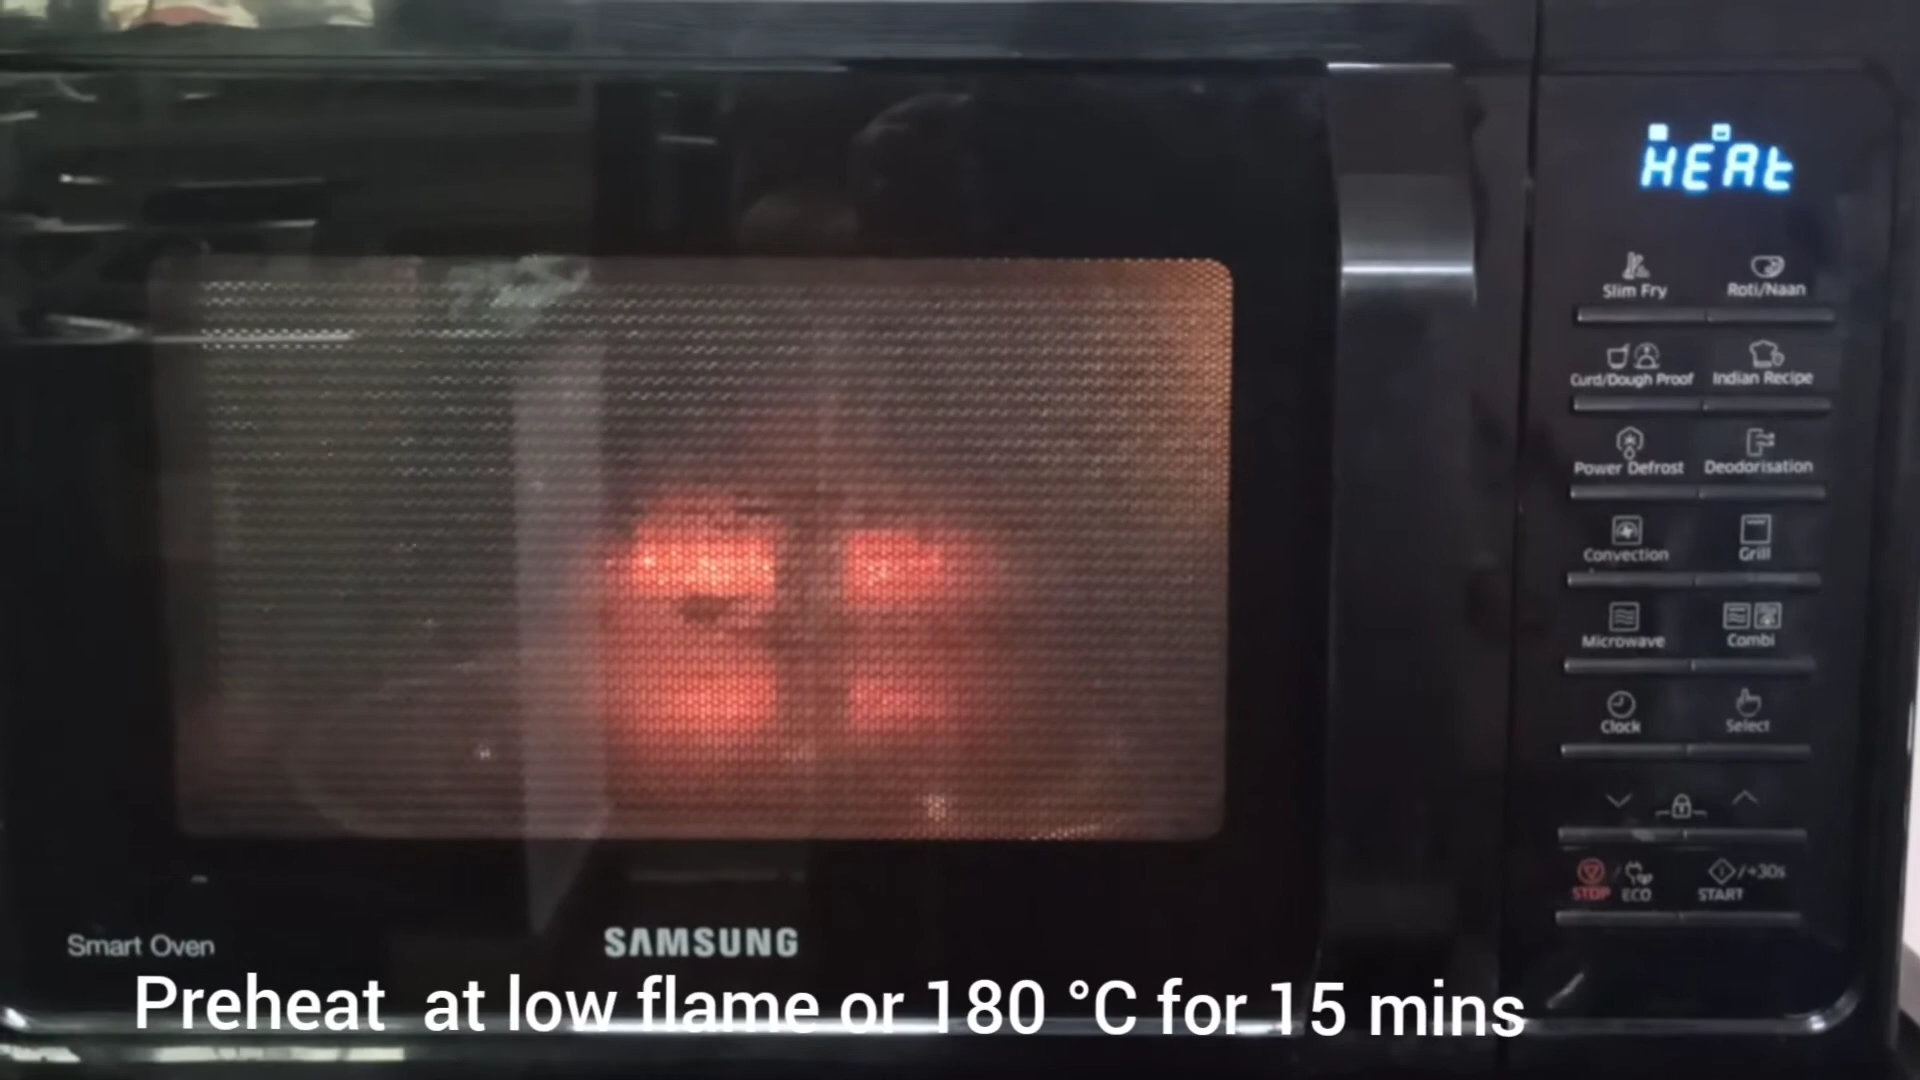 HEAt
Slim Fry
Roti/Naan
Curd/Dough Proof
Indian Recipe
Power Defrost
Deodorisation
Convection
Grill
Microwave
Combi
Clock
Select
/+30s
STOP
ECO
START
Smart Oven
SAMSUNG
Preheat at low flame or 180 °C for 15 mins